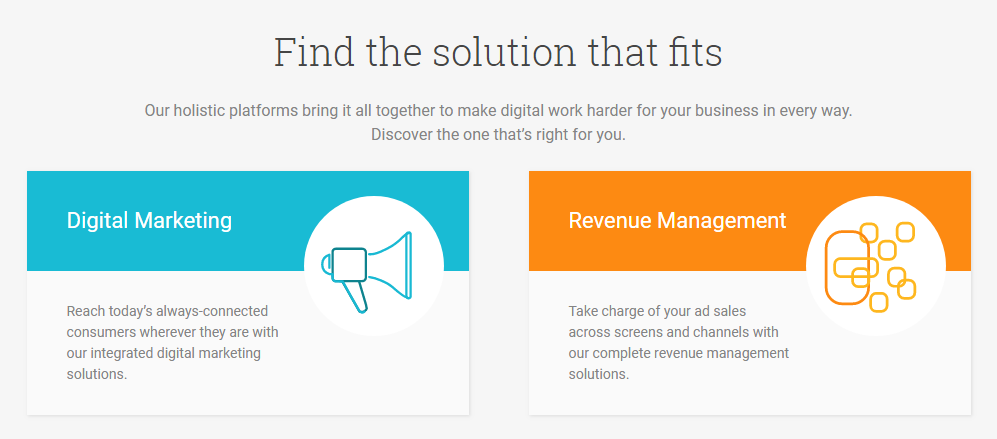 Find the solution that fits
Our holistic platforms bring it all together to make digital work harder for your business in every way.
Discover the one that’s right for you.
Digital Marketing
Reach today’s always-connected
consumers wherever they are with
our integrated digital marketing
solutions.
Revenue Management
Take charge of your ad sales
across screens and channels with
our complete revenue management
solutions.